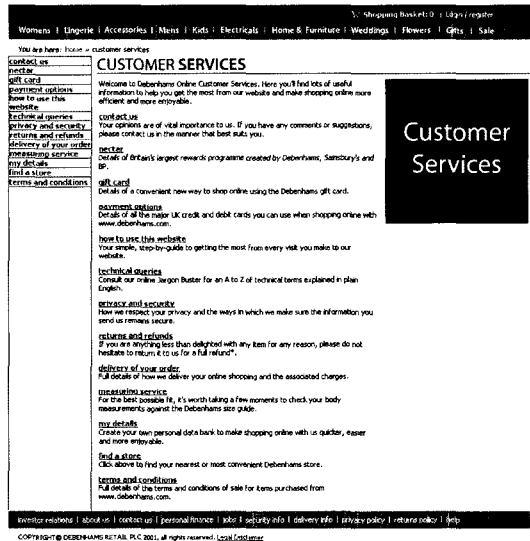 Shopping Basket: 0 | Login / register
Womens | Lingerie | Accessories | Mens | Kids | Electricals | Home & Furniture | Weddings | Flowers | Gifts | Sale
You are here: home » customer services
contact us
nectar
gift card
payment options
how to use this
website
technical queries
privacy and security
returns and refunds
delivery of your order
measuring service
my details
find a store
terms and conditions
CUSTOMER SERVICES
Welcome to Debenhams Online Customer Services. Here you'll find lots of useful
information to help you get the most from our website and make shopping online more
efficient and more enjoyable.
contact us
Your opinions are of vital importance to us. If you have any comments or suggestions,
please contact us in the manner that best suits you.
nectar
Details of Britain's largest rewards programme created by Debenhams, Sainsbury's and
BP.
gift card
Details of a convenient new way to shop online using the Debenhams gift card.
payment options
Details of all the major UK credit and debit cards you can use when shopping online with
www.debenhams.com.
how to use this website
Your simple, step-by-guide to getting the most from every visit you make to our
website.
technical queries
Consult our online Jargon Buster for an A to Z of technical terms explained in plain
English.
privacy and security
How we respect your privacy and the ways in which we make sure the information you
send us remains secure.
returns and refunds
If you are anything less than delighted with any item for any reason, please do not
hesitate to return it to us for a full refund*.
delivery of your order
Full details of how we deliver your online shopping and the associated charges.
measuring service
For the best possible fit, it's worth taking a few moments to check your body
measurements against the Debenhams size guide.
my details
Create your own personal data bank to make shopping online with us quicker, easier
and more enjoyable.
find a store
Click above to find your nearest or most convenient Debenhams store.
terms and conditions
Full details of the terms and conditions of sale for items purchased from
www.debenhams.com.
Customer
Services
investor relations | about us | contact us | personal finance | jobs | security info | delivery info | privacy policy | returns policy | help
COPYRIGHT © DEBENHAMS RETAIL PLC 2001, all rights reserved. Legal Disclaimer